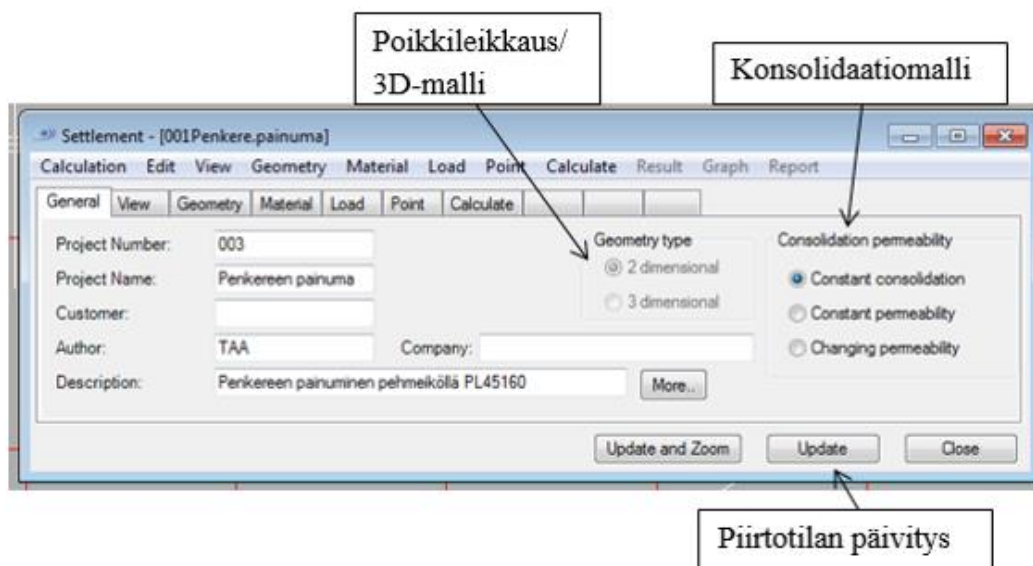 Poikkileikkaus/
3D-malli
Konsolidaatiomalli
Settlement - [001Penkere.painuma]
Calculation Edit View Geometry Material Load Point Calculate Result Graph Report
General View Geometry Material Load Point Calculate
Project Number: 003
Project Name: Penkereen painuma
Customer:
Author: TAA Company:
Description: Penkereen painuminen pehmeiköllä PL45160 More..
Geometry type
2 dimensional
3 dimensional
Consolidation permeability
Constant consolidation
Constant permeability
Changing permeability
Update and Zoom Update Close
Piirtotilan päivitys